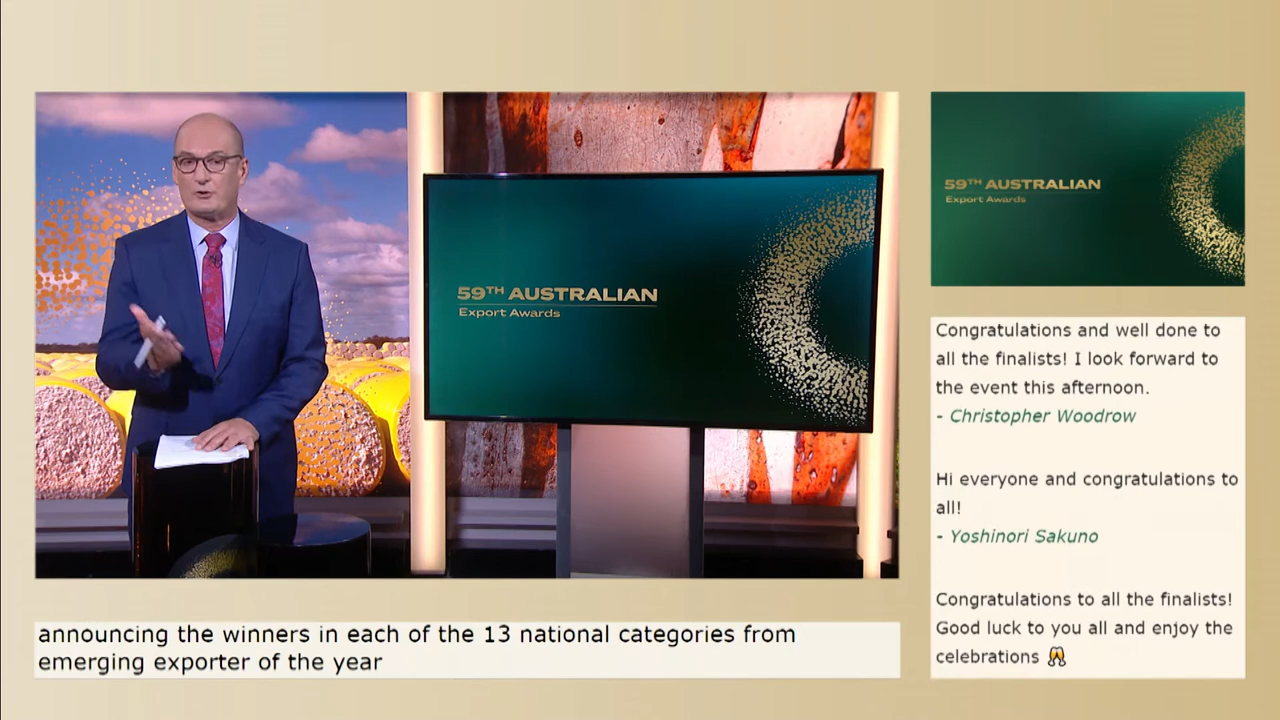 59TH AUSTRALIAN
Export Awards
announcing the winners in each of the 13 national categories from
emerging exporter of the year
59TH AUSTRALIAN
Export Awards
Congratulations and well done to
all the finalists! I look forward to
the event this afternoon.
- Christopher Woodrow
Hi everyone and congratulations to
all!
- Yoshinori Sakuno
Congratulations to all the finalists!
Good luck to you all and enjoy the
celebrations 🥂